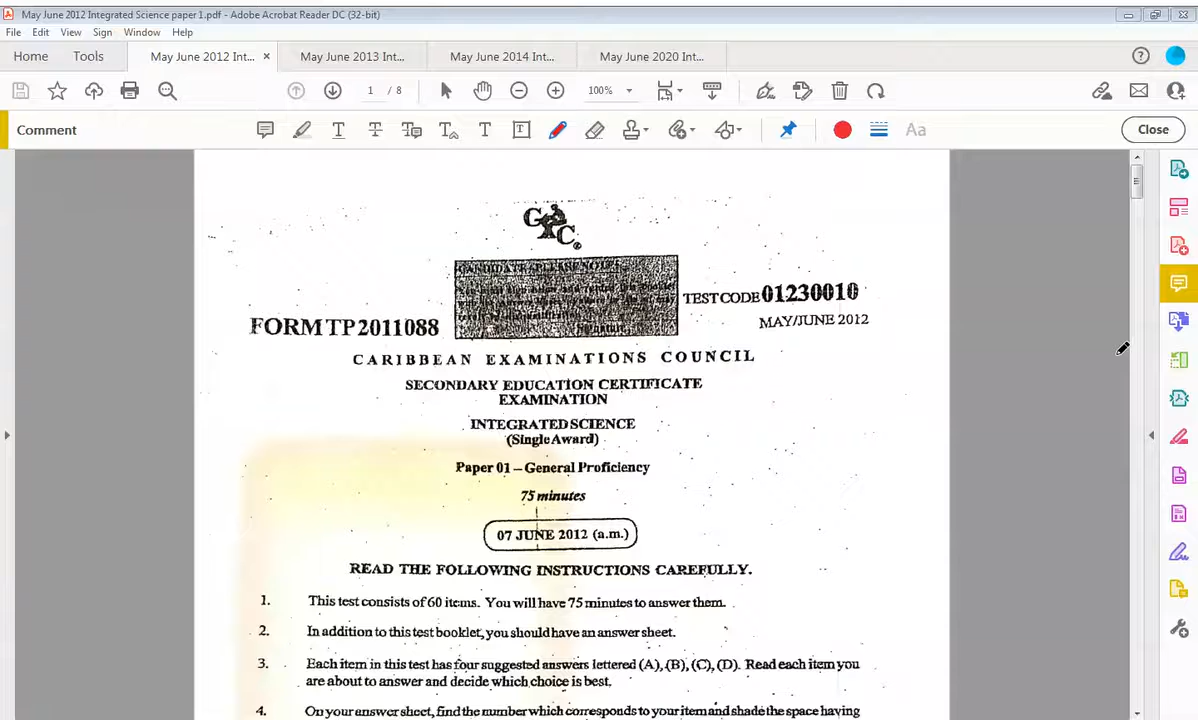 May June 2012 Integrated Science paper 1.pdf - Adobe Acrobat Reader DC (32-bit)
File Edit View Sign Window Help
Home Tools May June 2012 Int... × May June 2013 Int... May June 2014 Int... May June 2020 Int...
1 / 8 100%
Comment Close
CXC
CANDIDATE PLEASE NOTE
TEST CODE 01230010
FORM TP 2011088
MAY/JUNE 2012
CARIBBEAN EXAMINATIONS COUNCIL
SECONDARY EDUCATION CERTIFICATE
EXAMINATION
INTEGRATED SCIENCE
(Single Award)
Paper 01 – General Proficiency
75 minutes
07 JUNE 2012 (a.m.)
READ THE FOLLOWING INSTRUCTIONS CAREFULLY.
1. This test consists of 60 items. You will have 75 minutes to answer them.
2. In addition to this test booklet, you should have an answer sheet.
3. Each item in this test has four suggested answers lettered (A), (B), (C), (D). Read each item you
are about to answer and decide which choice is best.
4. On your answer sheet, find the number which corresponds to your item and shade the space having